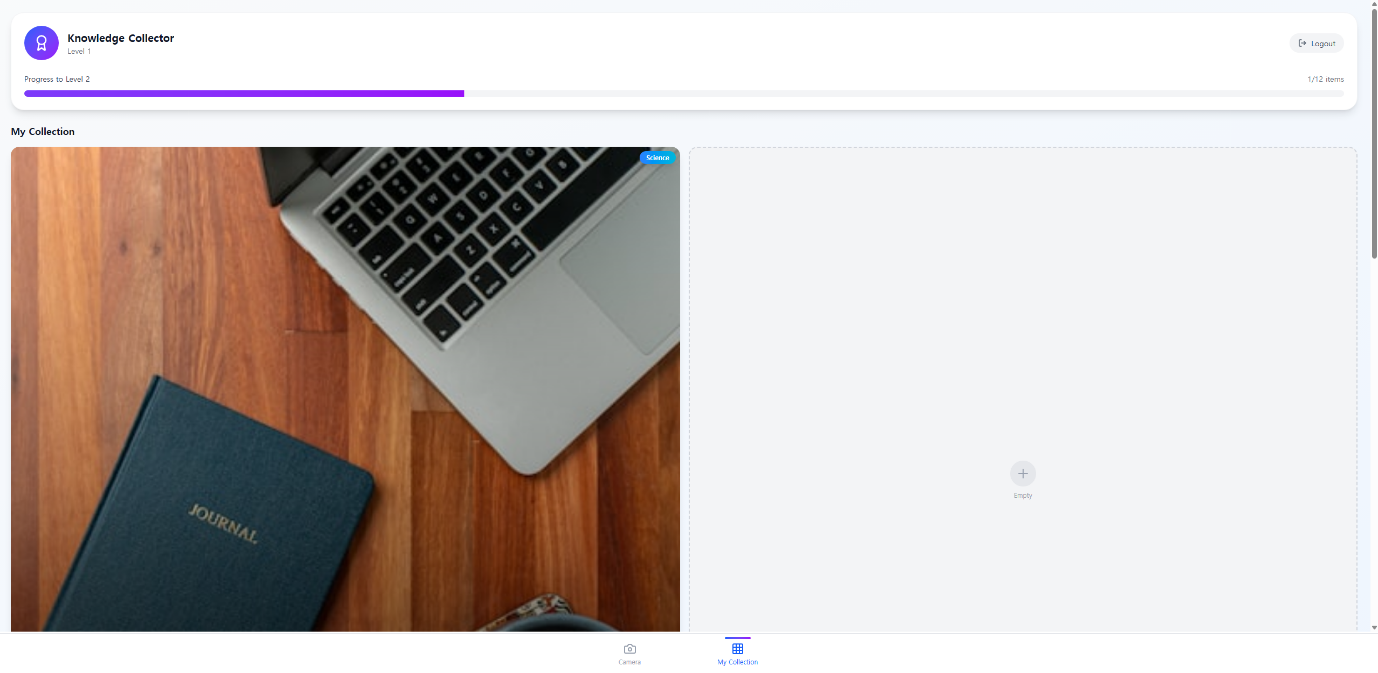 Knowledge Collector
Level 1
Logout
Progress to Level 2
1/12 items
My Collection
Science
JOURNAL
Empty
Camera
My Collection